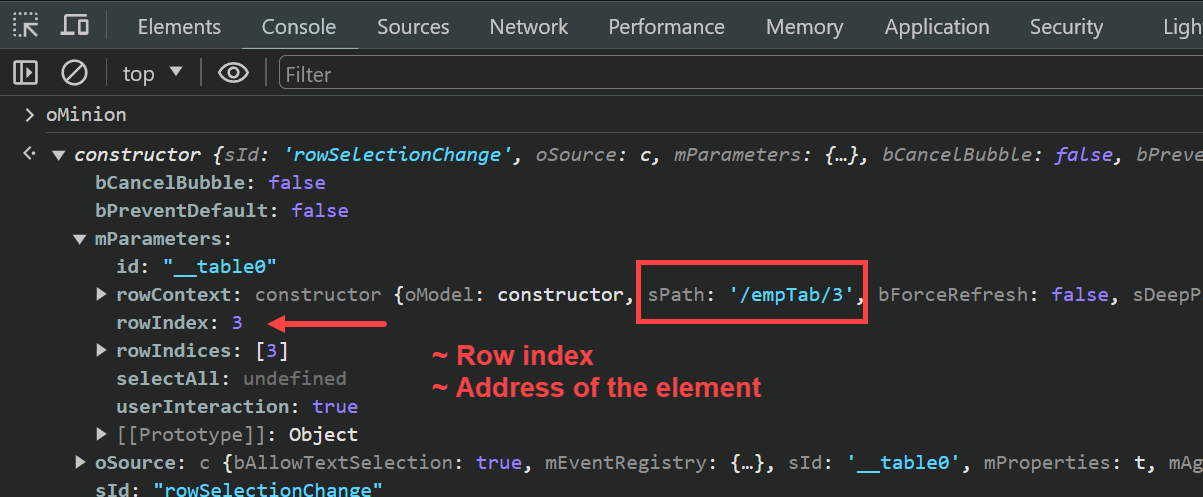 Elements Console Sources Network Performance Memory Application Security Ligh
top Filter
> oMinion
constructor {sId: 'rowSelectionChange', oSource: c, mParameters: {…}, bCancelBubble: false, bPreve
bCancelBubble: false
bPreventDefault: false
mParameters:
id: "__table0"
rowContext: constructor {oModel: constructor, sPath: '/empTab/3', bForceRefresh: false, sDeepP
rowIndex: 3
rowIndices: [3]
~ Row index
selectAll: undefined
~ Address of the element
userInteraction: true
[[Prototype]]: Object
oSource: c {bAllowTextSelection: true, mEventRegistry: {…}, sId: '__table0', mProperties: t, mAg
sId: "rowSelectionChange"